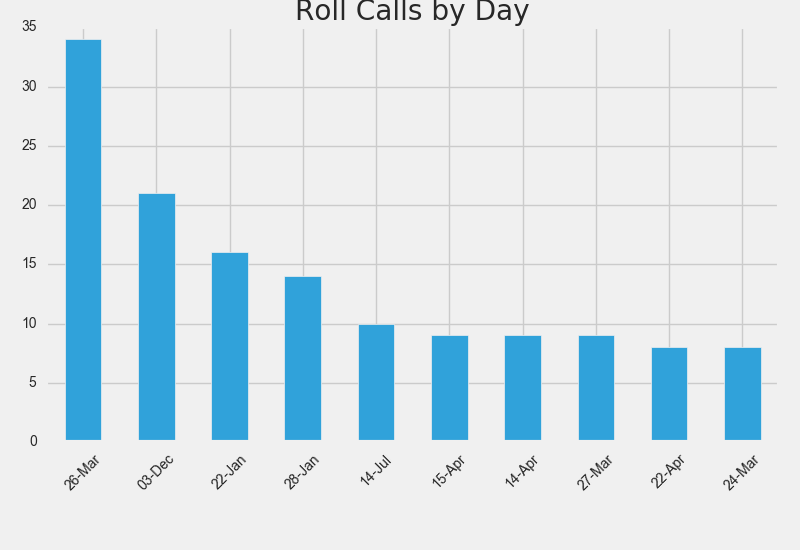 Roll Calls by Day
35
30
25
20
15
10
5
0
26-Mar
03-Dec
22-Jan
28-Jan
14-Jul
15-Apr
14-Apr
27-Mar
22-Apr
24-Mar